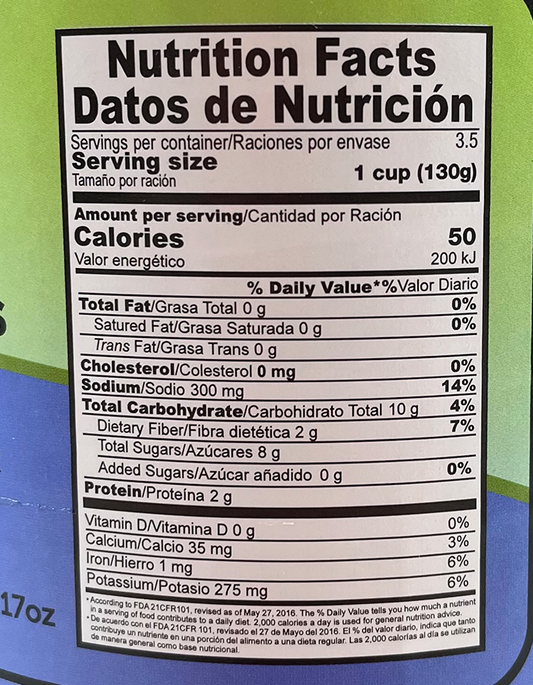 Nutrition Facts
Datos de Nutrición
Servings per container/Raciones por envase 3.5
Serving size
Tamaño por ración 1 cup (130g)
Amount per serving/Cantidad por Ración
Calories 50
Valor energético 200 kJ
% Daily Value*%Valor Diario
Total Fat/Grasa Total 0 g 0%
Satured Fat/Grasa Saturada 0 g 0%
Trans Fat/Grasa Trans 0 g
Cholesterol/Colesterol 0 mg 0%
Sodium/Sodio 300 mg 14%
Total Carbohydrate/Carbohidrato Total 10 g 4%
Dietary Fiber/Fibra dietética 2 g 7%
Total Sugars/Azúcares 8 g
Added Sugars/Azúcar añadido 0 g 0%
Protein/Proteína 2 g
Vitamin D/Vitamina D 0 g 0%
Calcium/Calcio 35 mg 3%
Iron/Hierro 1 mg 6%
Potassium/Potasio 275 mg 6%
* According to FDA 21CFR101, revised as of May 27, 2016. The % Daily Value tells you how much a nutrient
in a serving of food contributes to a daily diet. 2,000 calories a day is used for general nutrition advice.
* De acuerdo con el FDA 21CFR 101, revisado el 27 de Mayo del 2016. El % del valor diario, indica que tanto
contribuye un nutriente en una porción del alimento a una dieta regular. Las 2,000 calorías al día se utilizan
de manera general como base nutricional.
17oz